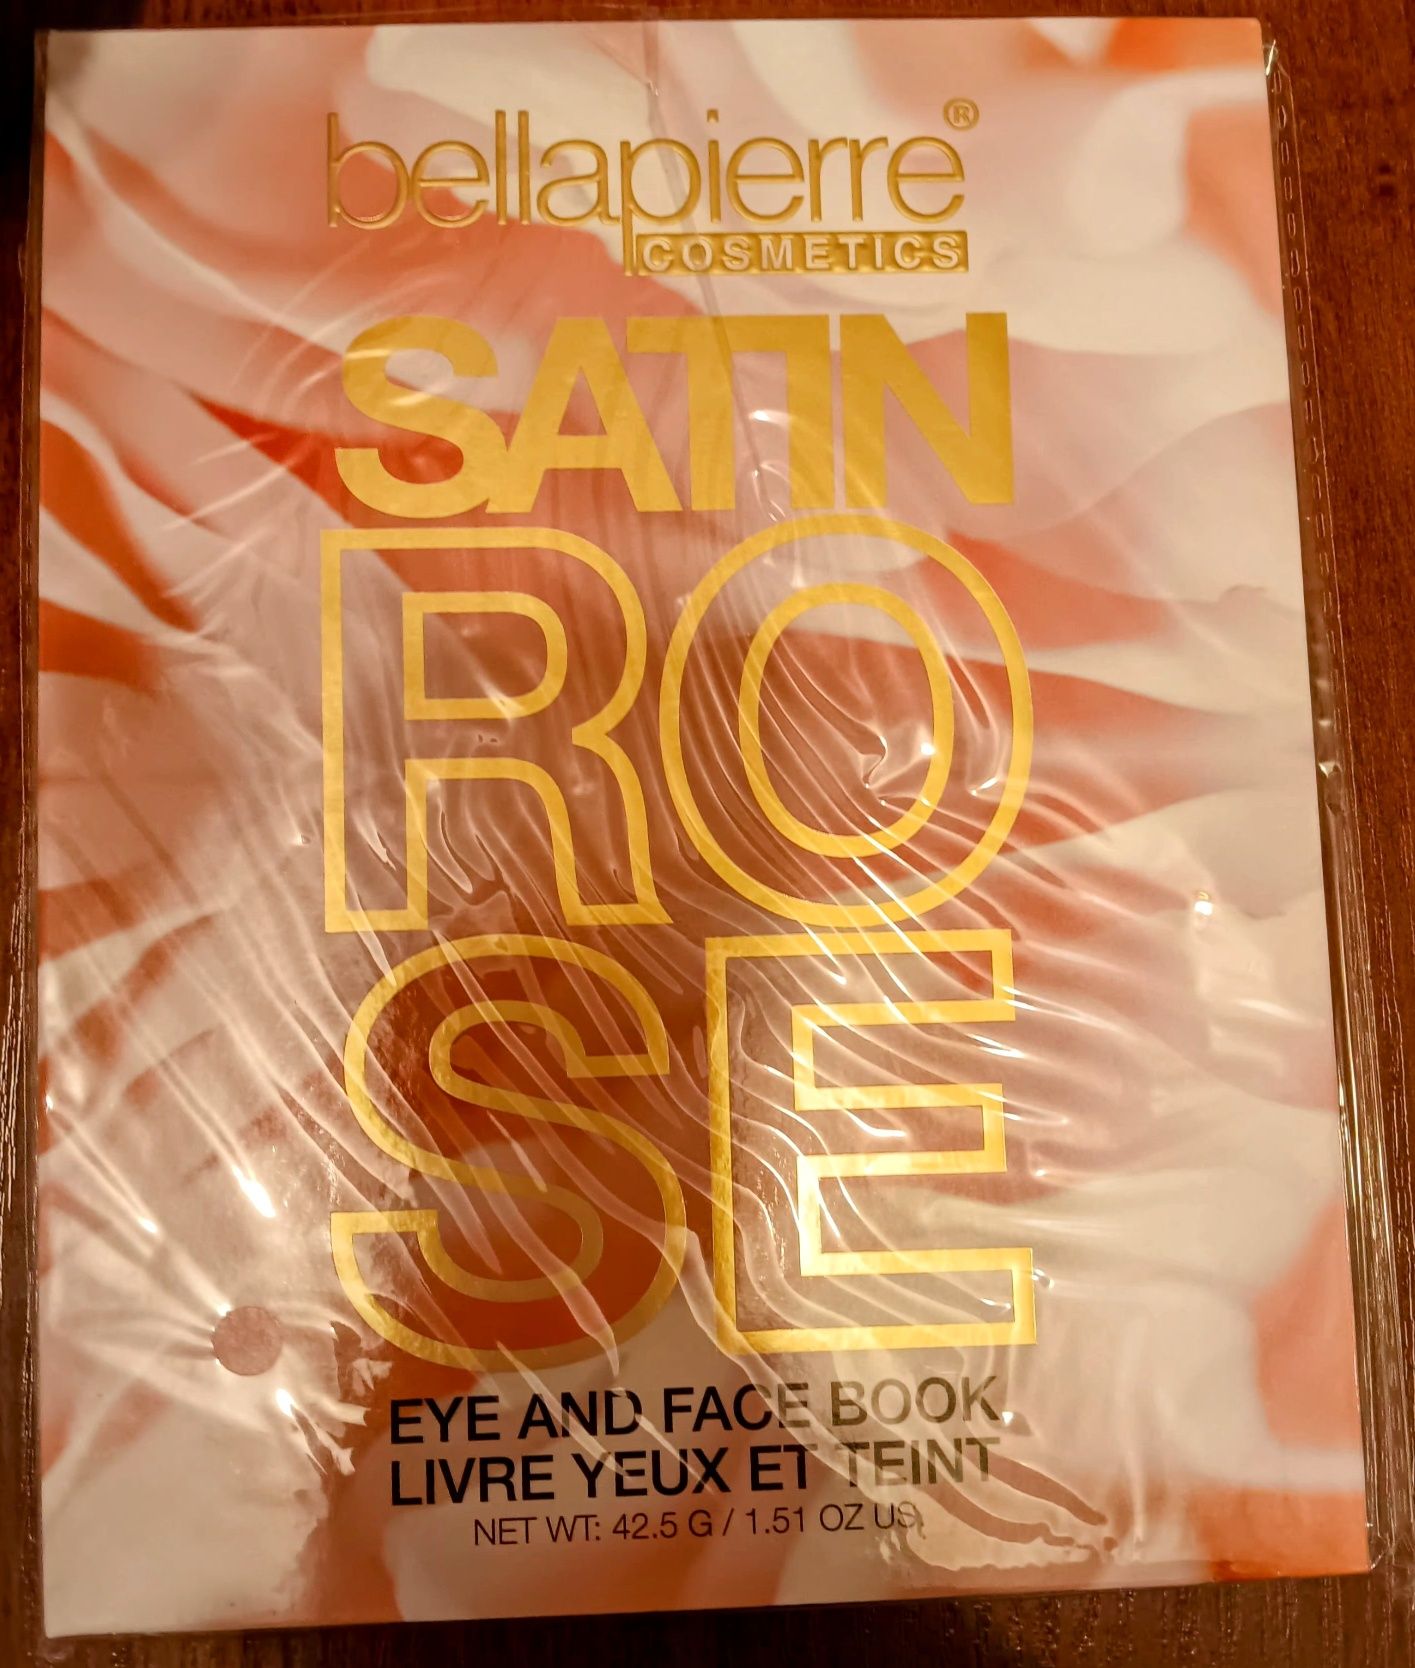 bellapierre®
COSMETICS
SATIN
RO
SE
EYE AND FACE BOOK
LIVRE YEUX ET TEINT
NET WT: 42.5 G / 1.51 OZ US